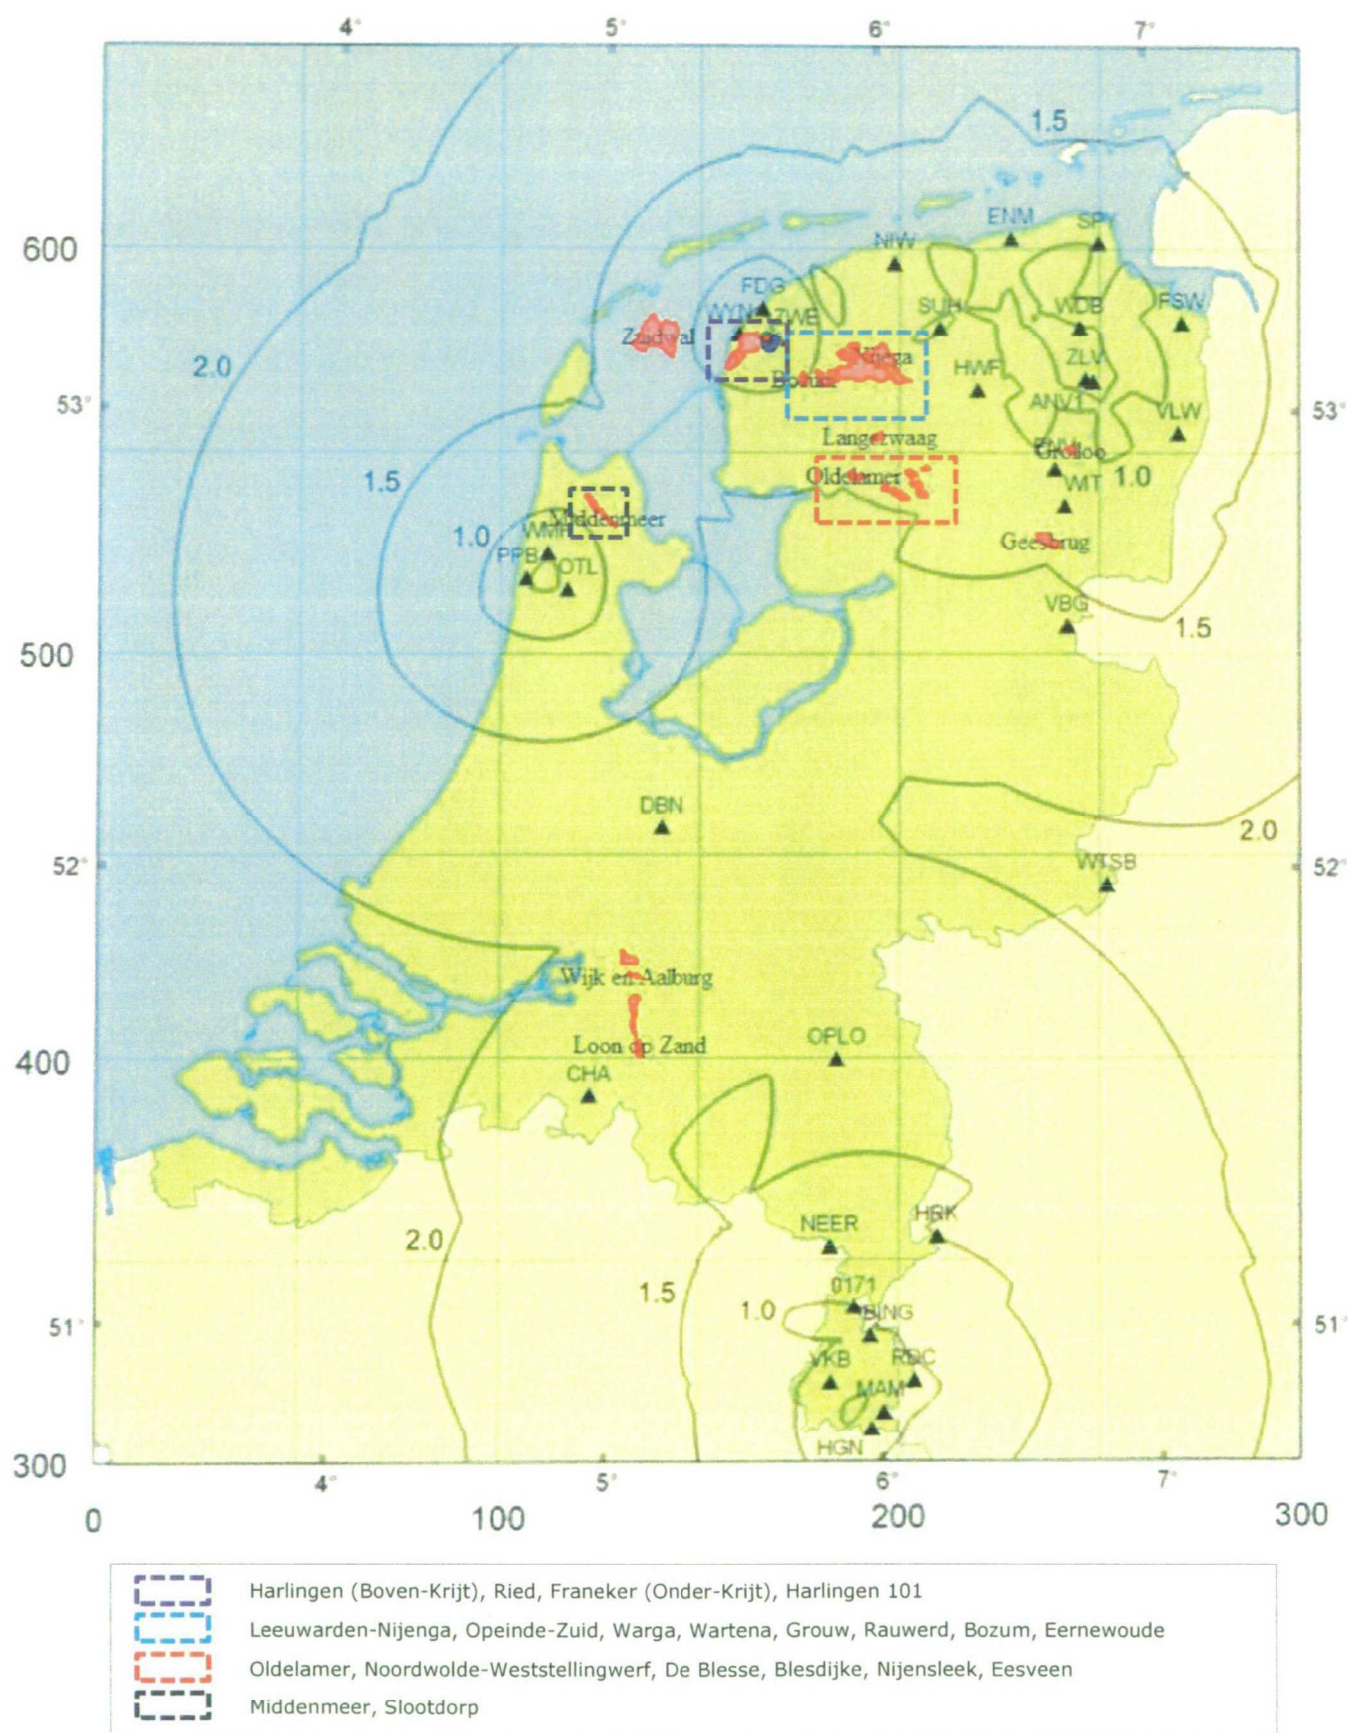 4° 5° 6° 7°
1.5
ENM SPY
600
NIW
FDG
WYN ZWE SUH WDB FSW
Zuidwal
Nijega
2.0
HWF ZLV
Bozum
53° 53°
ANV1 VLW
Langezwaag
Grolloo
1.5 Oldelamer 1.0
WIT
Middenmeer
1.0 WMH
Geesbrug
PPB OTL
VBG
1.5
500
DBN
2.0
52° WTSB 52°
Wijk en Aalburg
OPLO
Loon op Zand
400
CHA
NEER HRK
2.0
0171
1.5 1.0 BING
51° 51°
VKB RDC
MAM
HGN
300
4° 5° 6° 7°
0 100 200 300
Harlingen (Boven-Krijt), Ried, Franeker (Onder-Krijt), Harlingen 101
Leeuwarden-Nijenga, Opeinde-Zuid, Warga, Wartena, Grouw, Rauwerd, Bozum, Eernewoude
Oldelamer, Noordwolde-Weststellingwerf, De Blesse, Blesdijke, Nijensleek, Eesveen
Middenmeer, Slootdorp